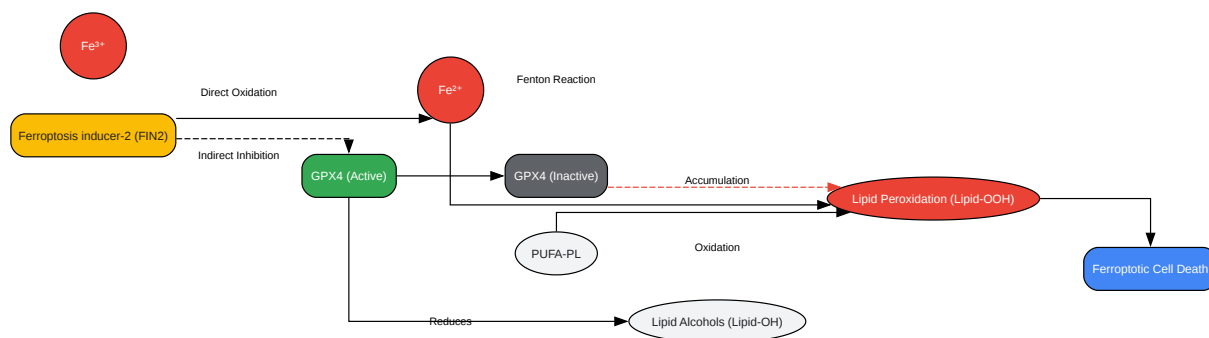 Fe³⁺
Fe²⁺
Fenton Reaction
Direct Oxidation
Ferroptosis inducer-2 (FIN2)
Indirect Inhibition
GPX4 (Active)
GPX4 (Inactive)
Accumulation
Lipid Peroxidation (Lipid-OOH)
PUFA-PL
Oxidation
Ferroptotic Cell Death
Reduces
Lipid Alcohols (Lipid-OH)